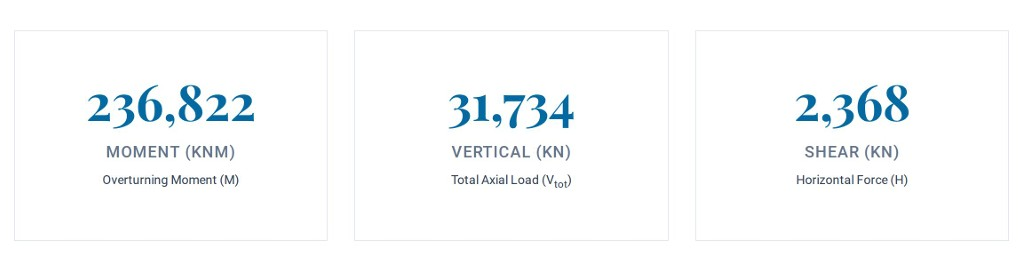 236,822
MOMENT (KNM)
Overturning Moment (M)
31,734
VERTICAL (KN)
Total Axial Load (Vtot)
2,368
SHEAR (KN)
Horizontal Force (H)